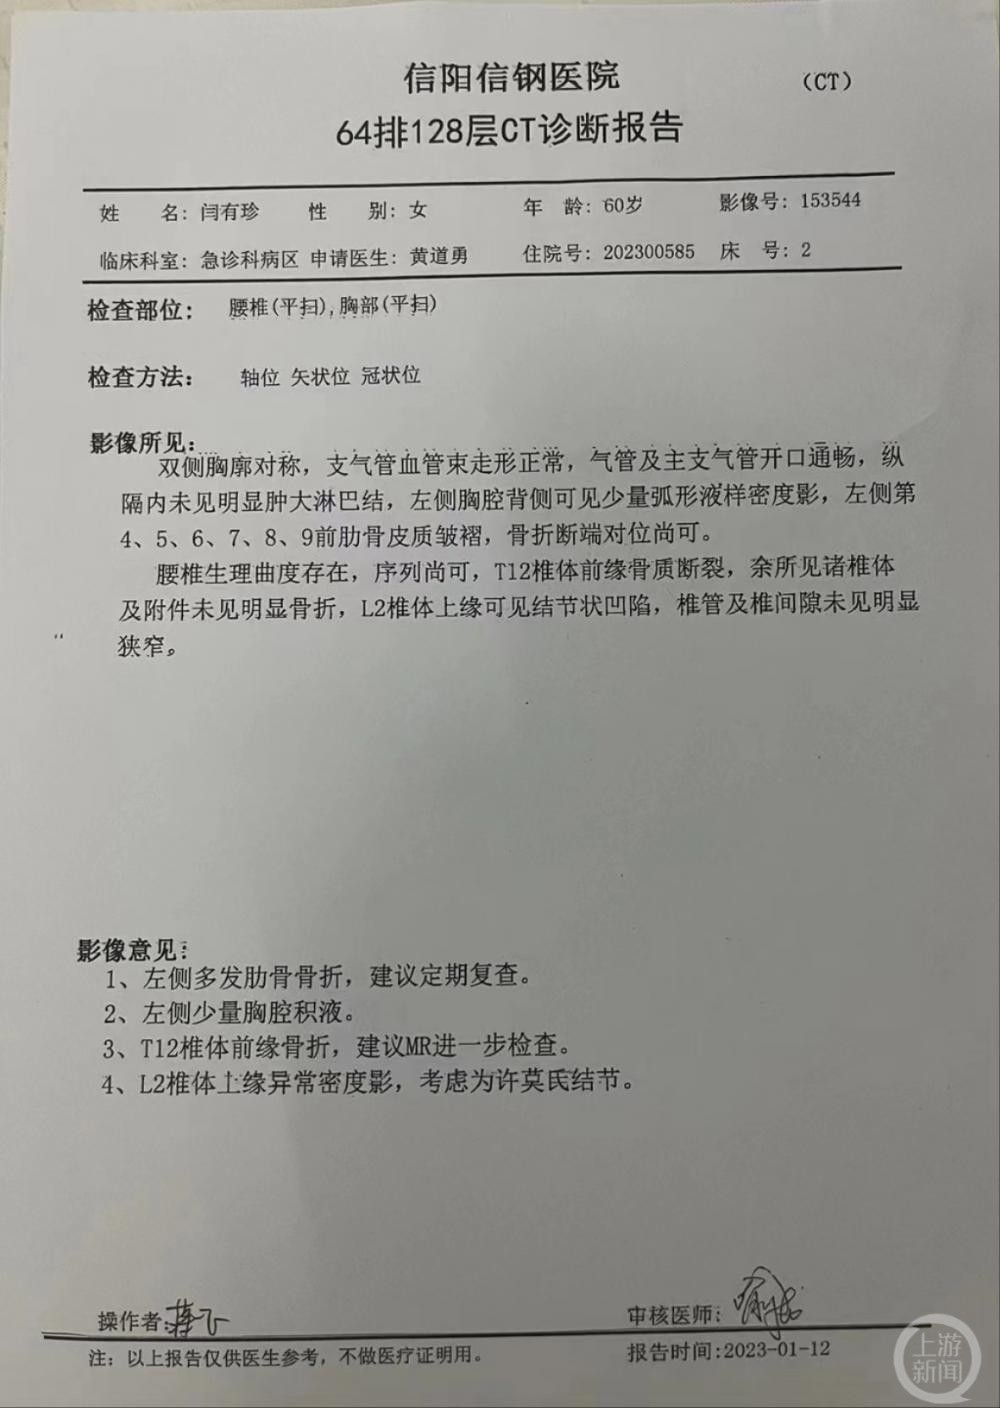 信阳信钢医院 （CT）
64排128层CT诊断报告
姓 名：闫有珍 性 别：女 年 龄：60岁 影像号：153544
临床科室：急诊科病区 申请医生：黄道勇 住院号：202300585 床 号：2
检查部位： 腰椎(平扫),胸部(平扫)
检查方法： 轴位 矢状位 冠状位
影像所见：
双侧胸廓对称，支气管血管束走形正常，气管及主支气管开口通畅，纵
隔内未见明显肿大淋巴结，左侧胸腔背侧可见少量弧形液样密度影，左侧第
4、5、6、7、8、9前肋骨皮质皱褶，骨折断端对位尚可。
腰椎生理曲度存在，序列尚可，T12椎体前缘骨质断裂，余所见诸椎体
及附件未见明显骨折，L2椎体上缘可见结节状凹陷，椎管及椎间隙未见明显
狭窄。
影像意见：
1、左侧多发肋骨骨折，建议定期复查。
2、左侧少量胸腔积液。
3、T12椎体前缘骨折，建议MR进一步检查。
4、L2椎体上缘异常密度影，考虑为许莫氏结节。
操作者： 审核医师：
注：以上报告仅供医生参考，不做医疗证明用。 报告时间：2023-01-12
上游
新闻